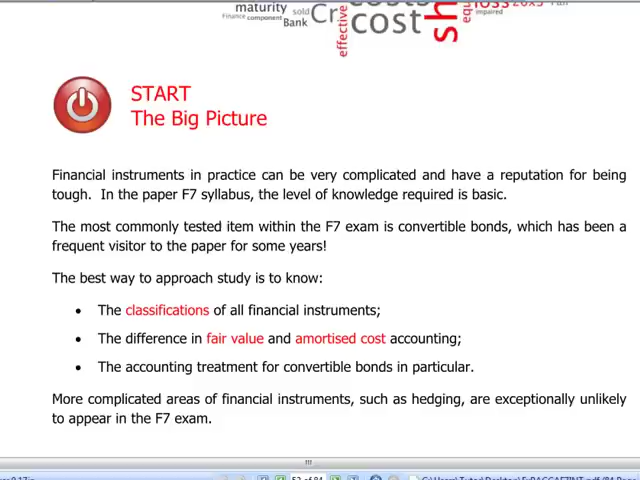 maturity
Finance
component
sold
Bank
effective
cost
loss
impaired
START
The Big Picture
Financial instruments in practice can be very complicated and have a reputation for being
tough. In the paper F7 syllabus, the level of knowledge required is basic.
The most commonly tested item within the F7 exam is convertible bonds, which has been a
frequent visitor to the paper for some years!
The best way to approach study is to know:
• The classifications of all financial instruments;
• The difference in fair value and amortised cost accounting;
• The accounting treatment for convertible bonds in particular.
More complicated areas of financial instruments, such as hedging, are exceptionally unlikely
to appear in the F7 exam.
52 of 84